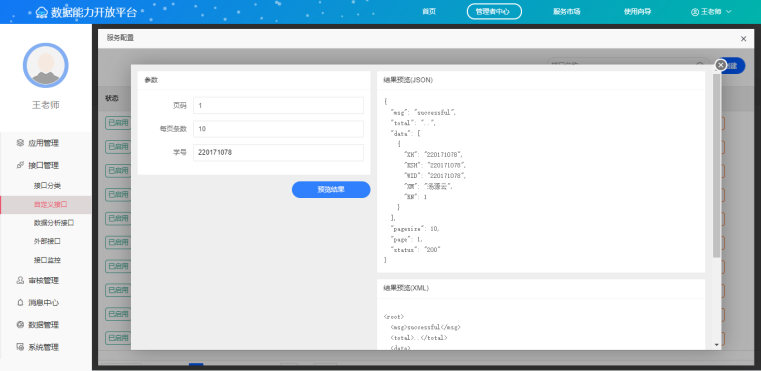 数据能力开放平台
首页
管理者中心
服务市场
使用向导
王老师
王老师
应用管理
接口管理
接口分类
自定义接口
数据分析接口
外部接口
接口监控
审核管理
消息中心
数据管理
系统管理
服务配置
状态
已启用
已启用
已启用
已启用
已启用
已启用
已启用
已启用
已启用
已启用
参数
页码 1
每页条数 10
学号 220171078
预览结果
结果预览(JSON)
{
"msg": "successful",
"total": "..",
"data": [
{
"XH": "220171078",
"KSH": "220171078",
"WID": "220171078",
"XM": "汤源云",
"RN": 1
}
],
"pagesize": 10,
"page": 1,
"status": "200"
}
结果预览(XML)
<root>
<msg>successful</msg>
<total>..</total>
<data>